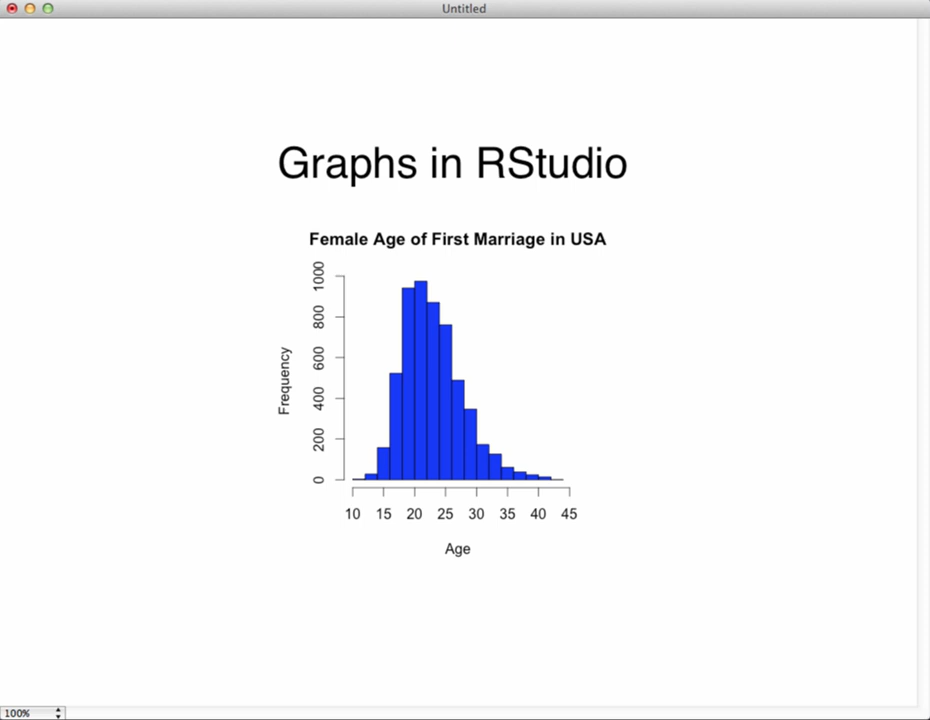 Untitled
Graphs in RStudio
Female Age of First Marriage in USA
1000
800
600
400
200
0
Frequency
10 15 20 25 30 35 40 45
Age
100%